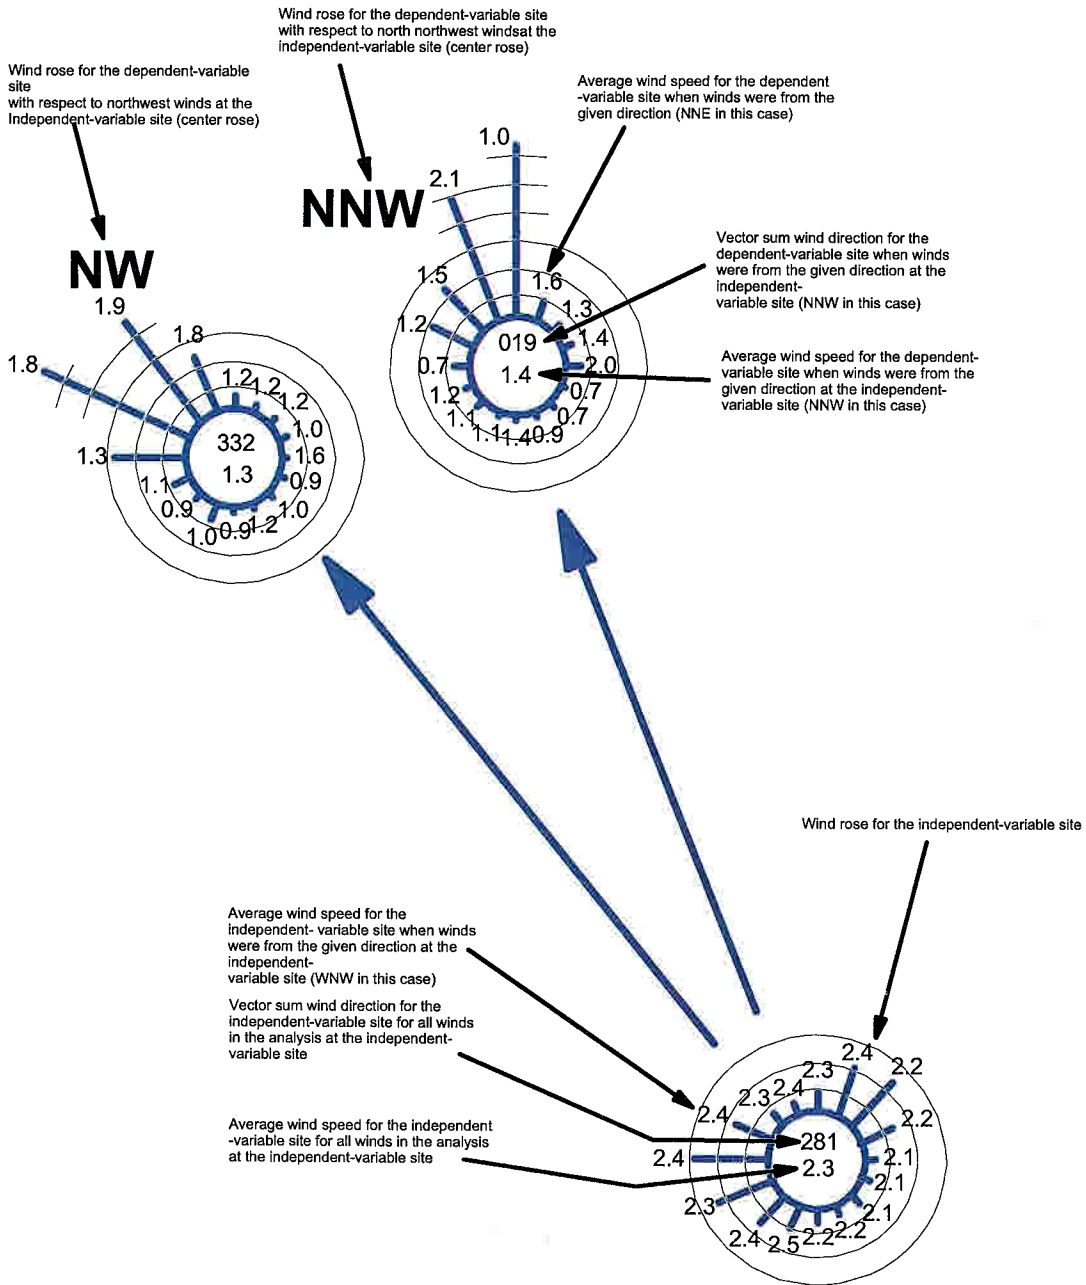 Wind rose for the dependent-variable site
with respect to north northwest windsat the
independent-variable site (center rose)
Wind rose for the dependent-variable
site
with respect to northwest winds at the
Independent-variable site (center rose)
Average wind speed for the dependent
-variable site when winds were from the
given direction (NNE in this case)
NNW
1.0
2.1
1.5
1.2
0.7
1.2
1.1
1.1
1.4
0.9
0.7
0.7
2.0
1.4
1.3
1.6
019
1.4
Vector sum wind direction for the
dependent-variable site when winds
were from the given direction at the
independent-
variable site (NNW in this case)
Average wind speed for the dependent-
variable site when winds were from the
given direction at the independent-
variable site (NNW in this case)
NW
1.9
1.8
1.8
1.3
1.1
0.9
1.0
0.9
1.2
1.0
0.9
1.6
1.0
1.2
1.2
1.2
332
1.3
Wind rose for the independent-variable site
Average wind speed for the
independent- variable site when winds
were from the given direction at the
independent-
variable site (WNW in this case)
Vector sum wind direction for the
independent-variable site for all winds
in the analysis at the independent-
variable site
Average wind speed for the independent
-variable site for all winds in the analysis
at the independent-variable site
2.3
2.4
2.2
2.2
2.1
2.1
2.1
2.2
2.2
2.5
2.4
2.3
2.4
2.4
2.3
2.4
281
2.3